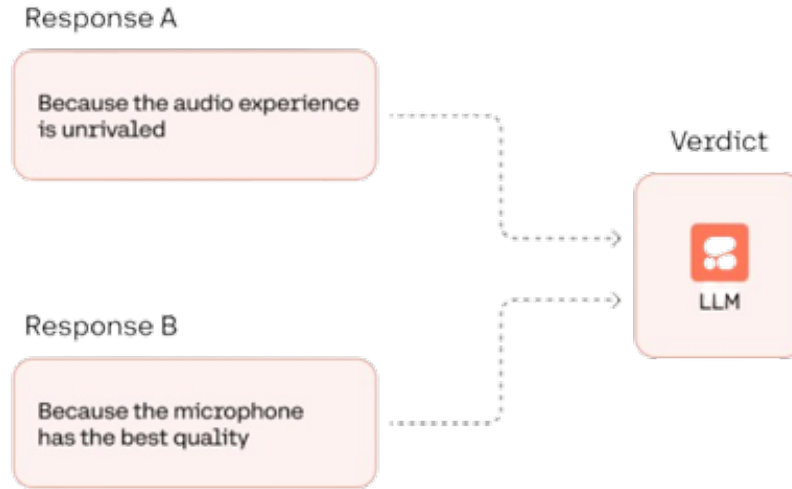 Response A
Because the audio experience
is unrivaled
Verdict
LLM
Response B
Because the microphone
has the best quality